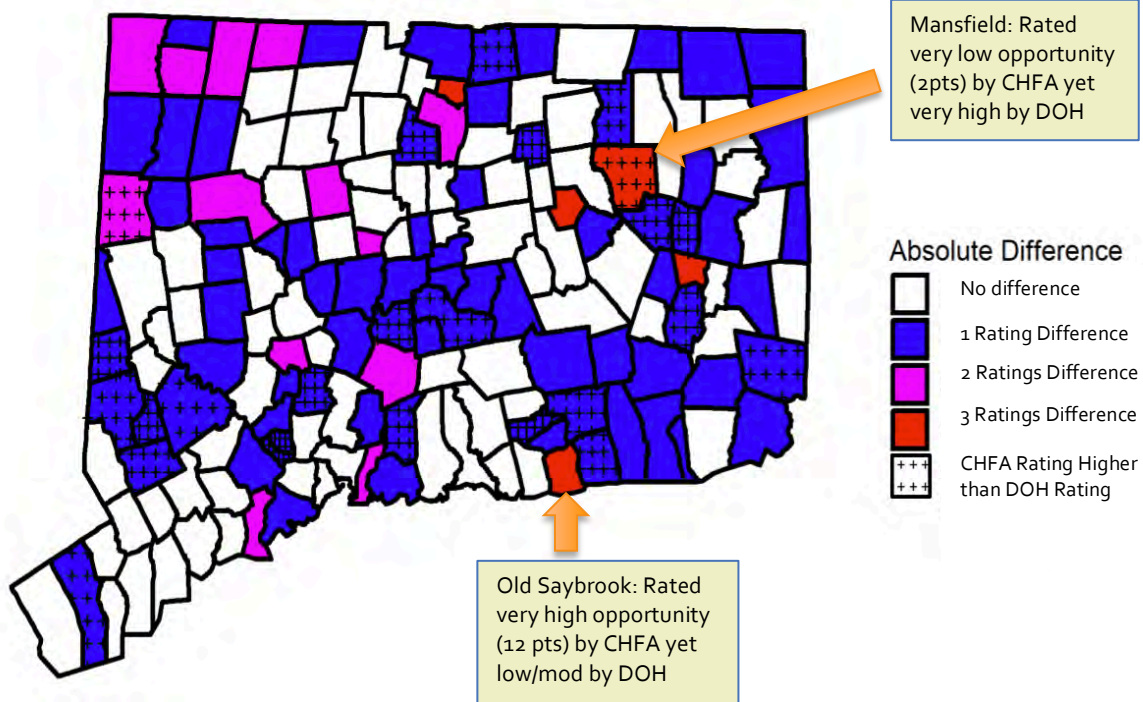 Mansfield: Rated
very low opportunity
(2pts) by CHFA yet
very high by DOH
Absolute Difference
No difference
1 Rating Difference
2 Ratings Difference
3 Ratings Difference
CHFA Rating Higher
than DOH Rating
Old Saybrook: Rated
very high opportunity
(12 pts) by CHFA yet
low/mod by DOH